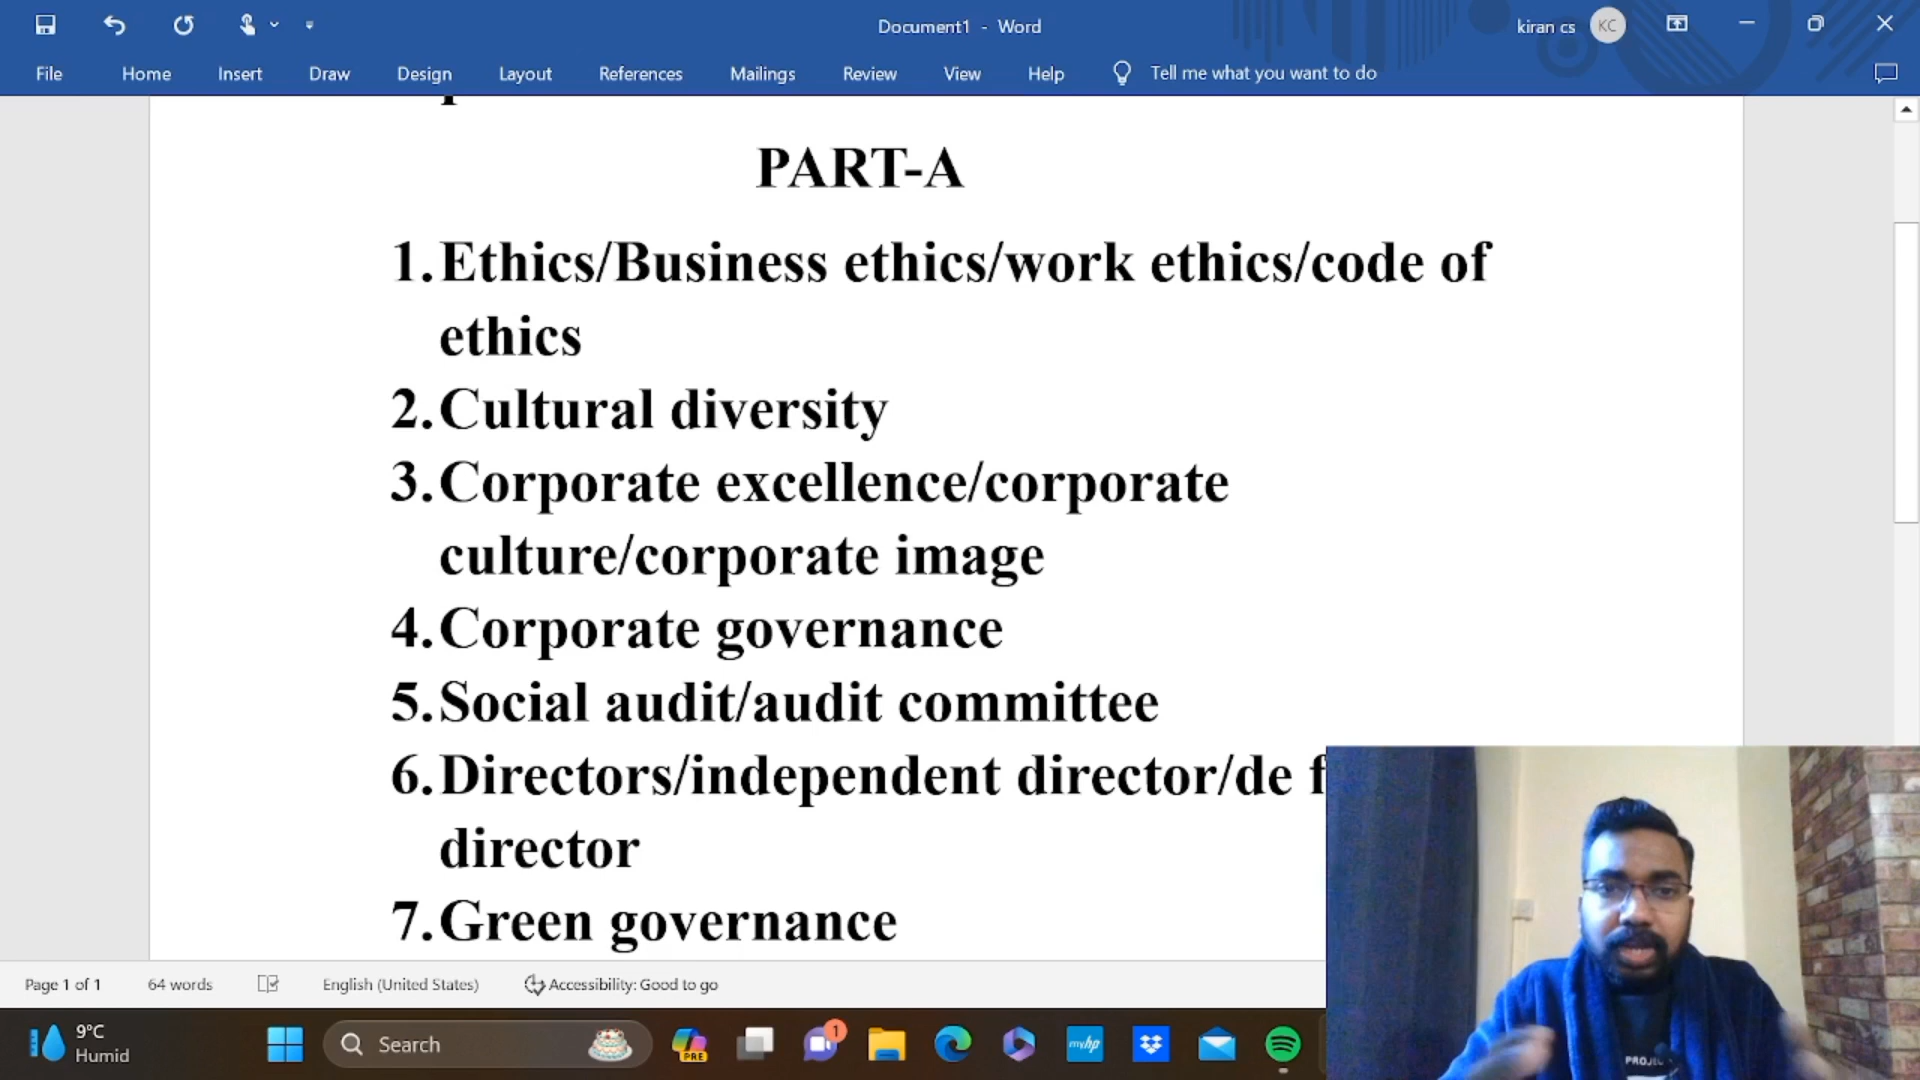 Document1 - Word
kiran cs
KC
File
Home
Insert
Draw
Design
Layout
References
Mailings
Review
View
Help
Tell me what you want to do
PART-A
1. Ethics/Business ethics/work ethics/code of
ethics
2. Cultural diversity
3. Corporate excellence/corporate
culture/corporate image
4. Corporate governance
5. Social audit/audit committee
6. Directors/independent director/de
director
7. Green governance
Page 1 of 1
64 words
English (United States)
Accessibility: Good to go
9°C
Humid
Search
PRE
1
myhp